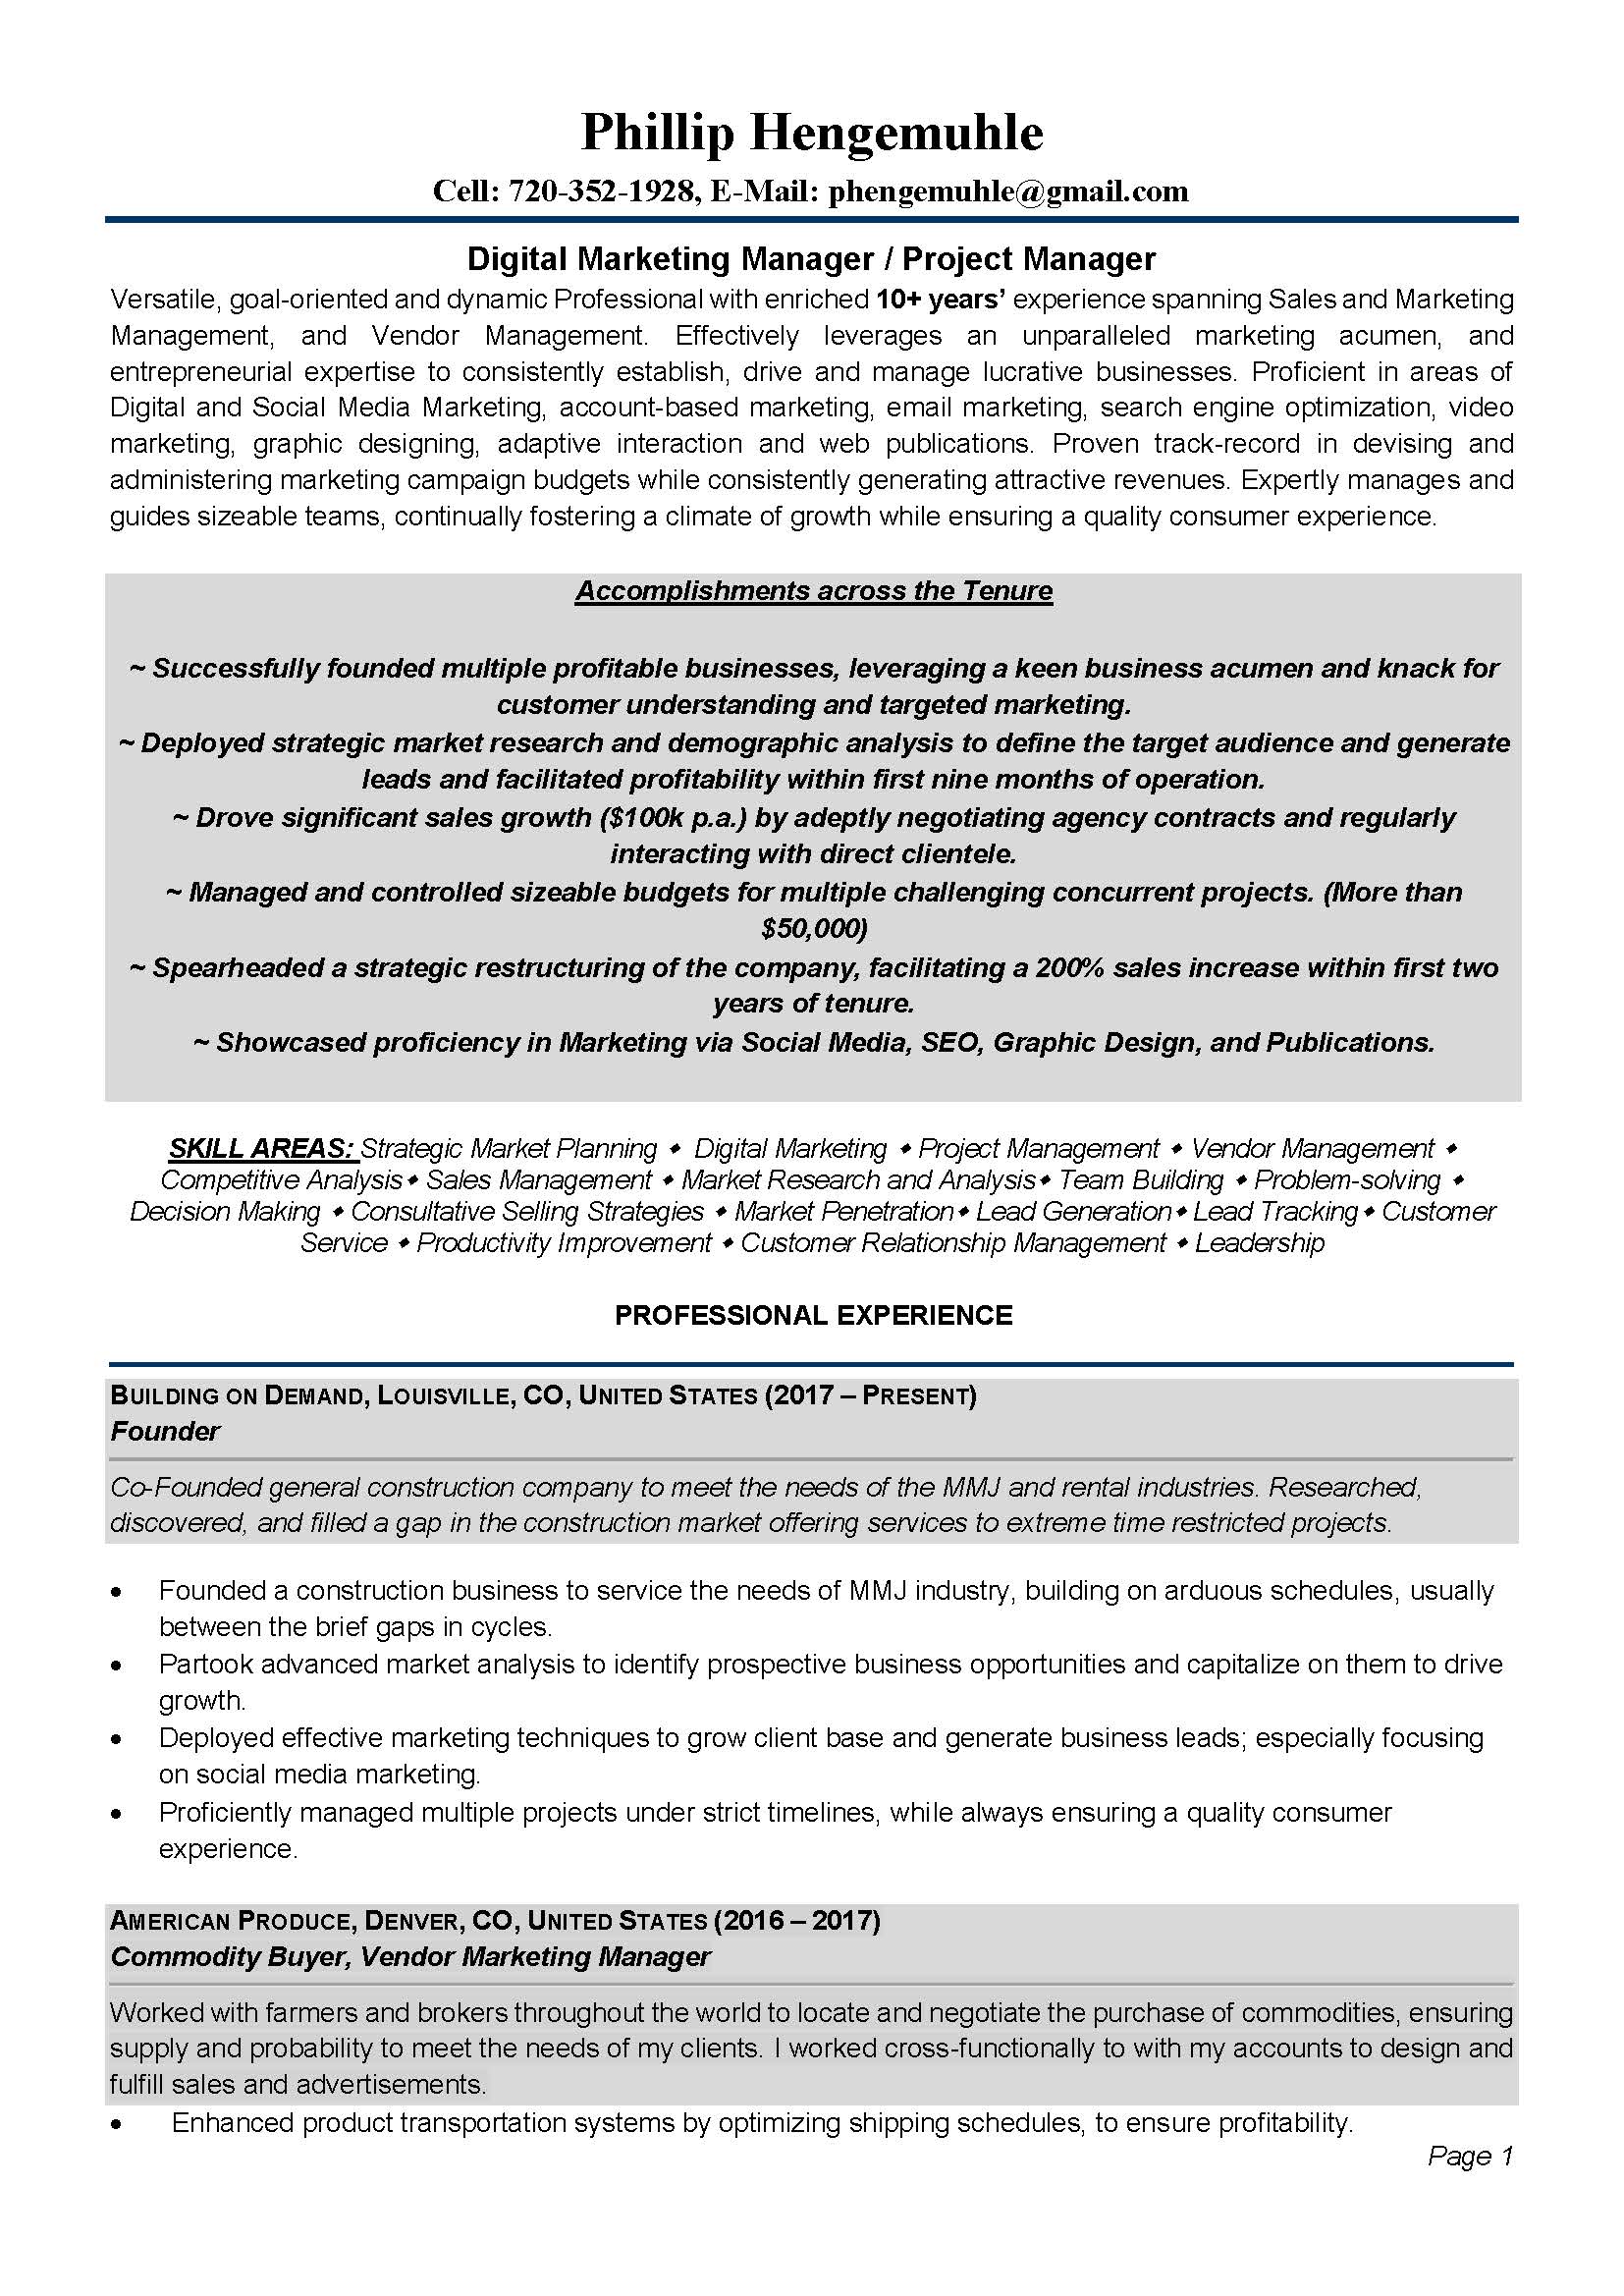 Phillip Hengemuhle
Cell: 720-352-1928, E-Mail: phengemuhle@gmail.com
Digital Marketing Manager / Project Manager
Versatile, goal-oriented and dynamic Professional with enriched 10+ years’ experience spanning Sales and Marketing
Management, and Vendor Management. Effectively leverages an unparalleled marketing acumen, and
entrepreneurial expertise to consistently establish, drive and manage lucrative businesses. Proficient in areas of
Digital and Social Media Marketing, account-based marketing, email marketing, search engine optimization, video
marketing, graphic designing, adaptive interaction and web publications. Proven track-record in devising and
administering marketing campaign budgets while consistently generating attractive revenues. Expertly manages and
guides sizeable teams, continually fostering a climate of growth while ensuring a quality consumer experience.
Accomplishments across the Tenure
~ Successfully founded multiple profitable businesses, leveraging a keen business acumen and knack for
customer understanding and targeted marketing.
~ Deployed strategic market research and demographic analysis to define the target audience and generate
leads and facilitated profitability within first nine months of operation.
~ Drove significant sales growth ($100k p.a.) by adeptly negotiating agency contracts and regularly
interacting with direct clientele.
~ Managed and controlled sizeable budgets for multiple challenging concurrent projects. (More than
$50,000)
~ Spearheaded a strategic restructuring of the company, facilitating a 200% sales increase within first two
years of tenure.
~ Showcased proficiency in Marketing via Social Media, SEO, Graphic Design, and Publications.
SKILL AREAS: Strategic Market Planning ⬥ Digital Marketing ⬥ Project Management ⬥ Vendor Management ⬥
Competitive Analysis⬥ Sales Management ⬥ Market Research and Analysis⬥ Team Building ⬥ Problem-solving ⬥
Decision Making ⬥ Consultative Selling Strategies ⬥ Market Penetration⬥ Lead Generation⬥ Lead Tracking⬥ Customer
Service ⬥ Productivity Improvement ⬥ Customer Relationship Management ⬥ Leadership
PROFESSIONAL EXPERIENCE
BUILDING ON DEMAND, LOUISVILLE, CO, UNITED STATES (2017 – PRESENT)
Founder
Co-Founded general construction company to meet the needs of the MMJ and rental industries. Researched,
discovered, and filled a gap in the construction market offering services to extreme time restricted projects.
• Founded a construction business to service the needs of MMJ industry, building on arduous schedules, usually
between the brief gaps in cycles.
• Partook advanced market analysis to identify prospective business opportunities and capitalize on them to drive
growth.
• Deployed effective marketing techniques to grow client base and generate business leads; especially focusing
on social media marketing.
• Proficiently managed multiple projects under strict timelines, while always ensuring a quality consumer
experience.
AMERICAN PRODUCE, DENVER, CO, UNITED STATES (2016 – 2017)
Commodity Buyer, Vendor Marketing Manager
Worked with farmers and brokers throughout the world to locate and negotiate the purchase of commodities, ensuring
supply and probability to meet the needs of my clients. I worked cross-functionally to with my accounts to design and
fulfill sales and advertisements.
• Enhanced product transportation systems by optimizing shipping schedules, to ensure profitability.
Page 1